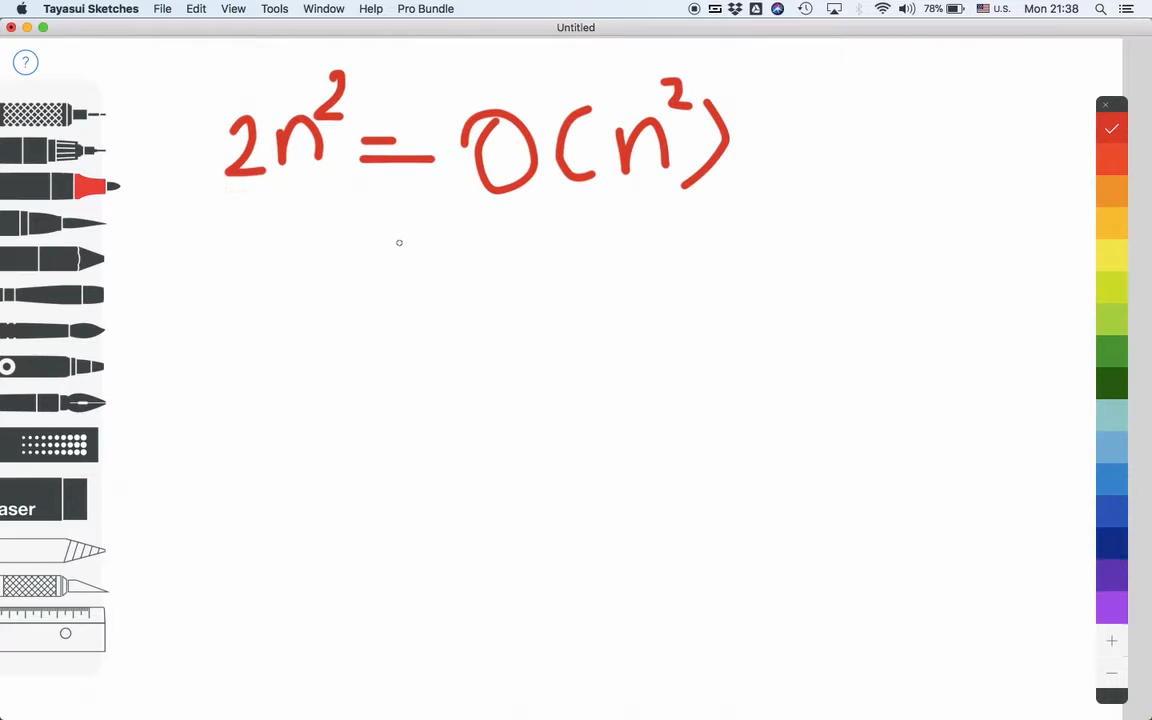 Tayasui Sketches File Edit View Tools Window Help Pro Bundle 78% U.S. Mon 21:38
Untitled
?
2n² = O(n²)
aser